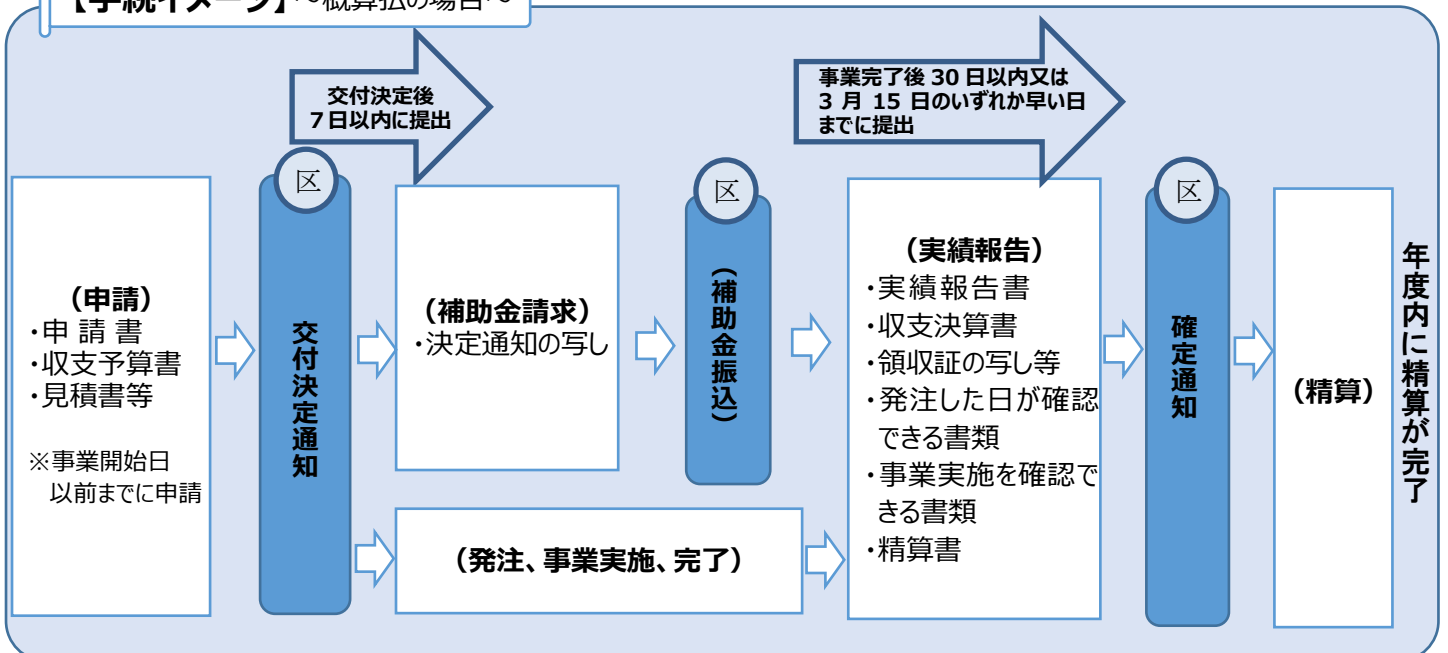 【手続イメージ】～概算払の場合～
交付決定後
７日以内に提出
事業完了後 30 日以内又は
3 月 15 日のいずれか早い日
までに提出
（申請）
・申 請 書
・収支予算書
・見積書等
※事業開始日
以前までに申請
区
交付決定通知
（補助金請求）
・決定通知の写し
区
（補助金振込）
（発注、事業実施、完了）
（実績報告）
・実績報告書
・収支決算書
・領収証の写し等
・発注した日が確認
できる書類
・事業実施を確認で
きる書類
・精算書
区
確定通知
（精算）
年度内に精算が完了